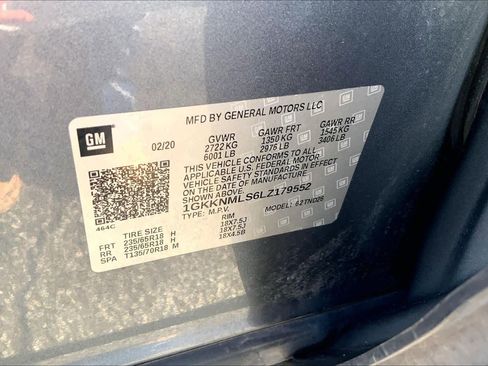 MFD BY GENERAL MOTORS LLC
GM
02/20
GVWR GAWR FRT GAWR RR
2722 KG 1350 KG 1545 KG
6001 LB 2976 LB 3406 LB
THIS VEHICLE CONFORMS TO ALL
APPLICABLE U.S. FEDERAL MOTOR
VEHICLE SAFETY STANDARDS
IN EFFECT ON THE DATE OF MANUFACTURE
SHOWN ABOVE.
1GKKNMLS6LZ179552
TYPE: M.P.V.
464C
TIRE SIZE RIM
FRT 235/65R18 H 18X7.5J
RR 235/65R18 H 18X7.5J
SPA T135/70R18 M 18X4.5B